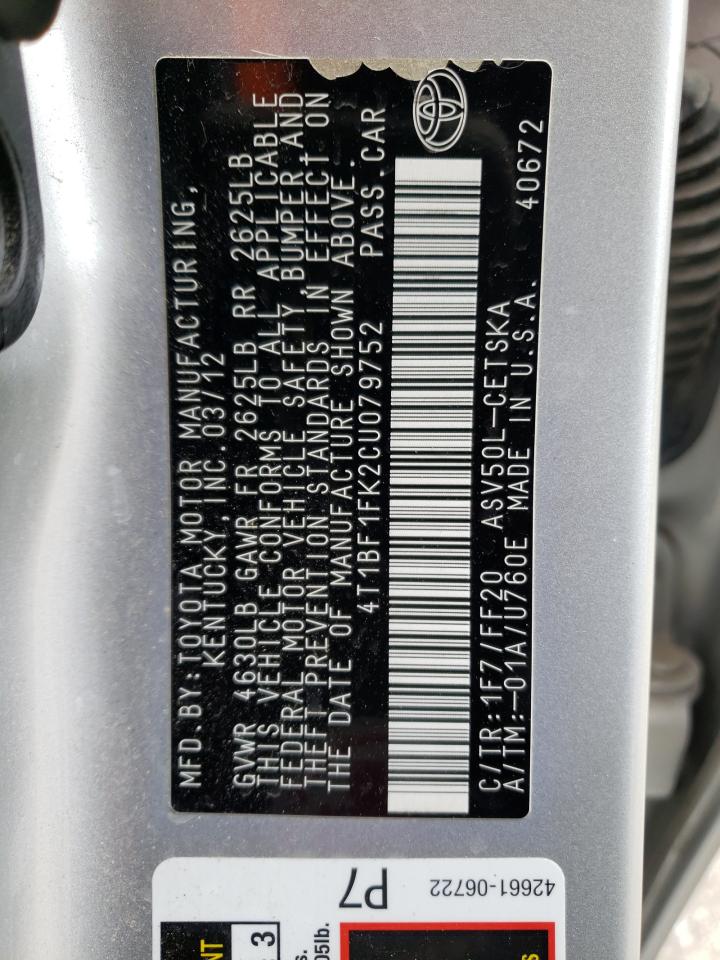 MFD. BY: TOYOTA MOTOR MANUFACTURING,
KENTUCKY, INC. 03/12
GVWR 4630LB GAWR FR 2625LB RR 2625LB
THIS VEHICLE CONFORMS TO ALL APPLICABLE
FEDERAL MOTOR VEHICLE SAFETY, BUMPER AND
THEFT PREVENTION STANDARDS IN EFFECT ON
THE DATE OF MANUFACTURE SHOWN ABOVE.
4T1BF1FK2CU079752 PASS. CAR
C/TR: 1F7/FF20 ASV50L-CETSKA
A/TM: -01A/U760E MADE IN U.S.A. 40672
42661-06722
P7
3